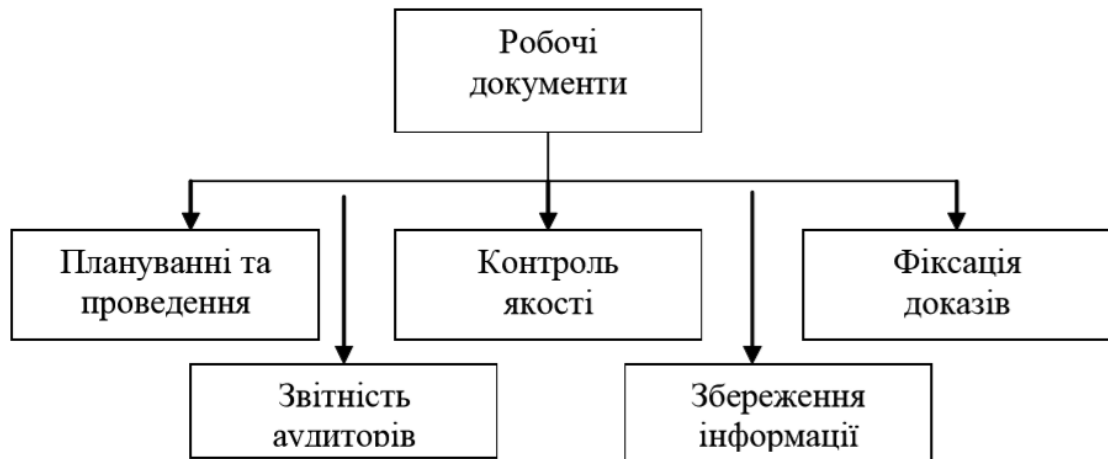 Робочі
документи
Плануванні та
проведення
Контроль
якості
Фіксація
доказів
Звітність
аудиторів
Збереження
інформації